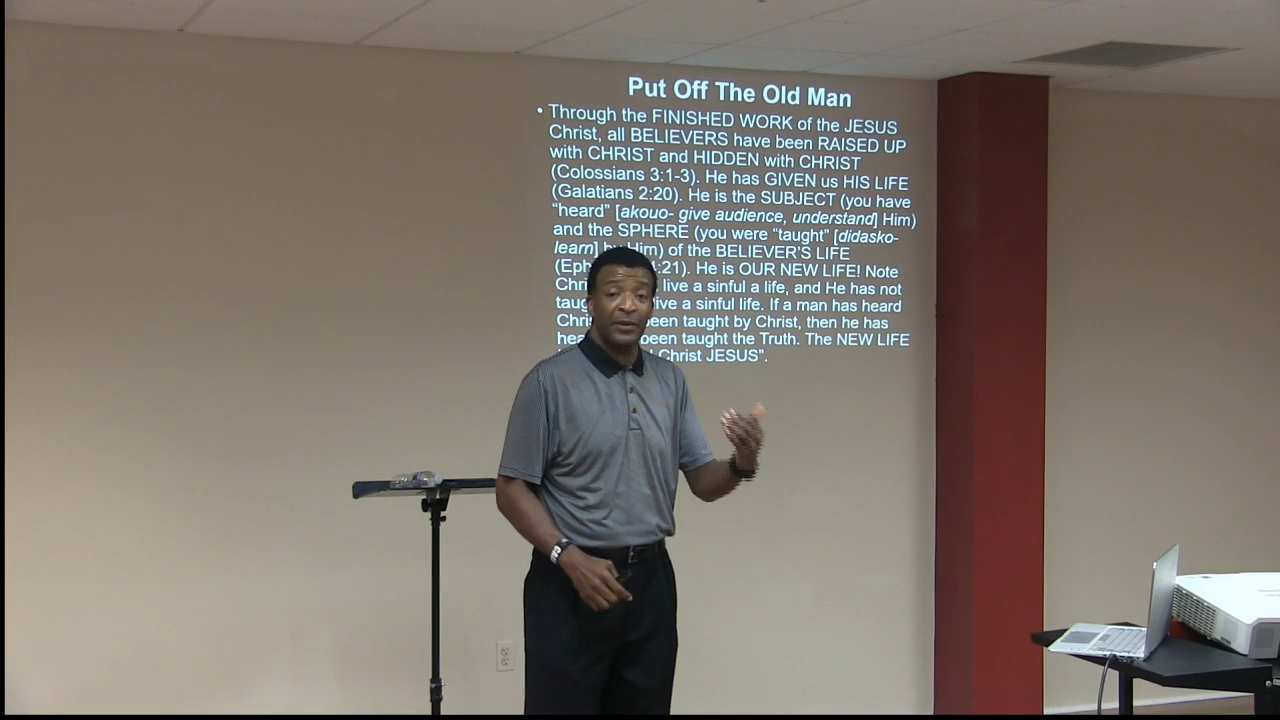 Put Off The Old Man
• Through the FINISHED WORK of the JESUS
Christ, all BELIEVERS have been RAISED UP
with CHRIST and HIDDEN with CHRIST
(Colossians 3:1-3). He has GIVEN us HIS LIFE
(Galatians 2:20). He is the SUBJECT (you have
“heard” [akouo- give audience, understand] Him)
and the SPHERE (you were “taught” [didasko-
learn] by Him) of the BELIEVER'S LIFE
:21). He is OUR NEW LIFE! Note
live a sinful a life, and He has not
live a sinful life. If a man has heard
been taught by Christ, then he has
been taught the Truth. The NEW LIFE
Christ JESUS”.